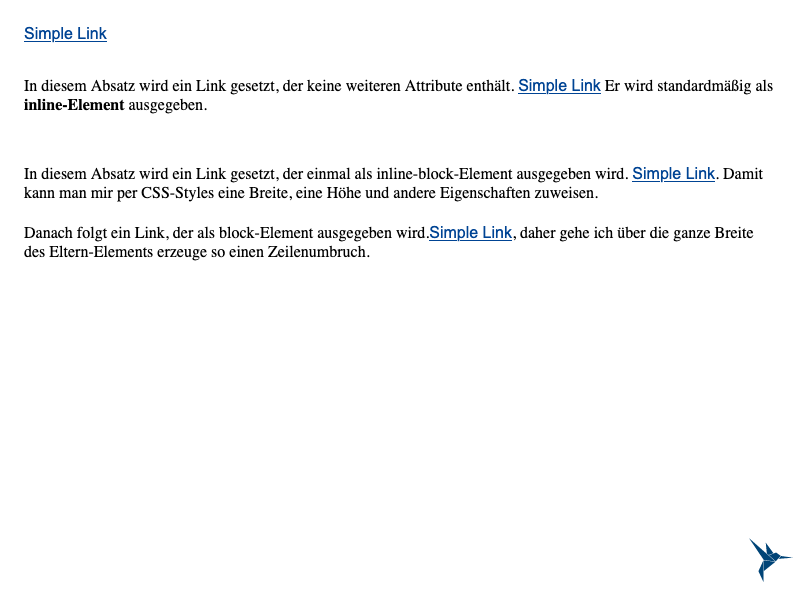 Simple Link
In diesem Absatz wird ein Link gesetzt, der keine weiteren Attribute enthält. Simple Link Er wird standardmäßig als
inline-Element ausgegeben.
In diesem Absatz wird ein Link gesetzt, der einmal als inline-block-Element ausgegeben wird. Simple Link. Damit
kann man mir per CSS-Styles eine Breite, eine Höhe und andere Eigenschaften zuweisen.
Danach folgt ein Link, der als block-Element ausgegeben wird.Simple Link, daher gehe ich über die ganze Breite
des Eltern-Elements erzeuge so einen Zeilenumbruch.